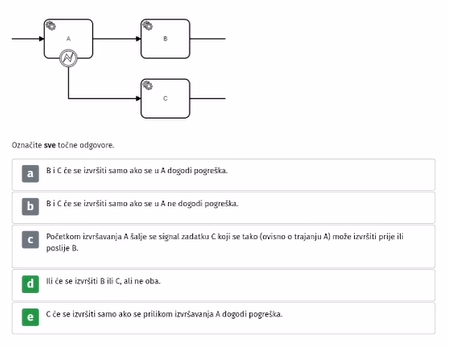 A
B
C
Označite sve točne odgovore.
a
B i C će se izvršiti samo ako se u A dogodi pogreška.
b
B i C će se izvršiti samo ako se u A ne dogodi pogreška.
c
Početkom izvršavanja A šalje se signal zadatku C koji se tako (ovisno o trajanju A) može izvršiti prije ili
poslije B.
d
Ili će se izvršiti B ili C, ali ne oba.
e
C će se izvršiti samo ako se prilikom izvršavanja A dogodi pogreška.